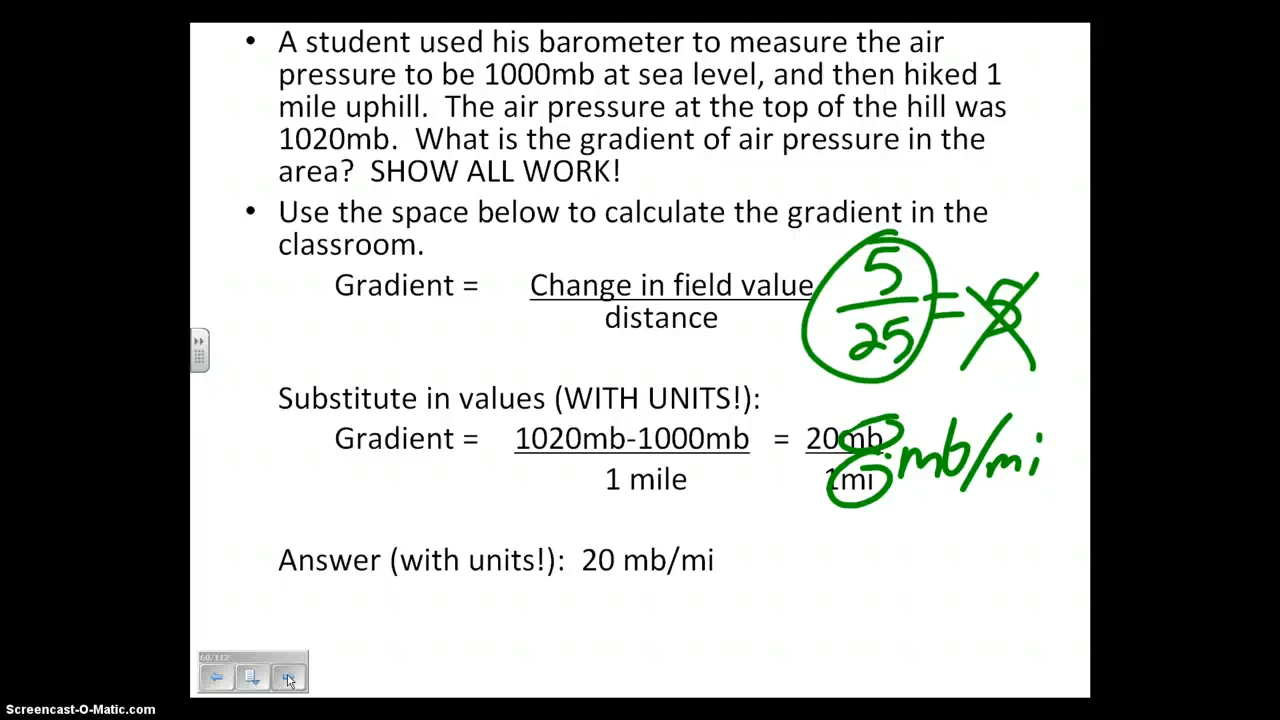 • A student used his barometer to measure the air
pressure to be 1000mb at sea level, and then hiked 1
mile uphill. The air pressure at the top of the hill was
1020mb. What is the gradient of air pressure in the
area? SHOW ALL WORK!
• Use the space below to calculate the gradient in the
classroom.
Gradient = Change in field value
distance
5
25
= 5
Substitute in values (WITH UNITS!):
Gradient = 1020mb-1000mb = 20mb
1 mile 1mi
mb/mi
Answer (with units!): 20 mb/mi
60/112
Screencast-O-Matic.com